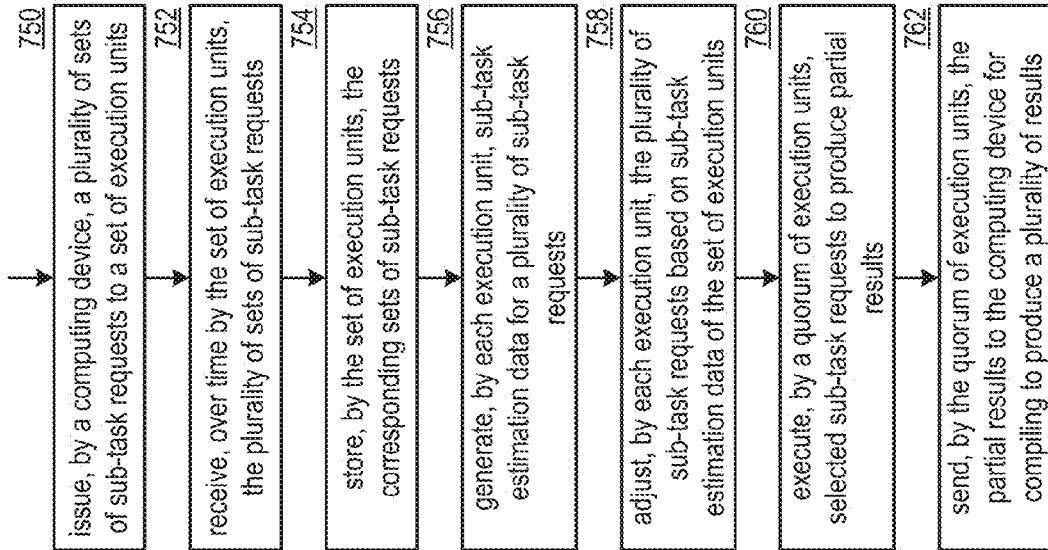 750
issue, by a computing device, a plurality of sets
of sub-task requests to a set of execution units
752
receive, over time by the set of execution units,
the plurality of sets of sub-task requests
754
store, by the set of execution units, the
corresponding sets of sub-task requests
756
generate, by each execution unit, sub-task
estimation data for a plurality of sub-task
requests
758
adjust, by each execution unit, the plurality of
sub-task requests based on sub-task
estimation data of the set of execution units
760
execute, by a quorum of execution units,
selected sub-task requests to produce partial
results
762
send, by the quorum of execution units, the
partial results to the computing device for
compiling to produce a plurality of results